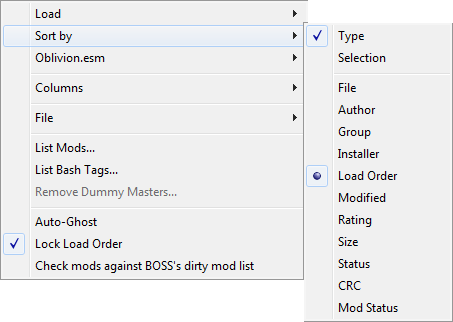 Load
Sort by
Oblivion.esm
Columns
File
List Mods...
List Bash Tags...
Remove Dummy Masters...
Auto-Ghost
Lock Load Order
Check mods against BOSS's dirty mod list
Type
Selection
File
Author
Group
Installer
Load Order
Modified
Rating
Size
Status
CRC
Mod Status